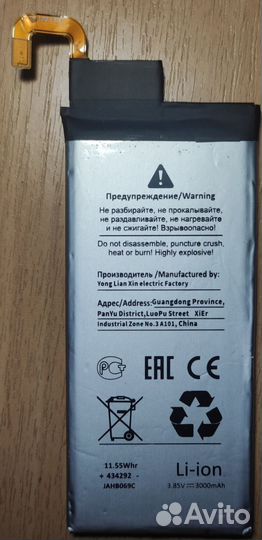 Предупреждение/Warning
Не разбирайте, не прокалывайте,
не раздавливайте, не нагревайте
и не сжигайте! Взрывоопасно!
Do not disassemble, puncture crush,
heat or burn! Highly explosive!
Производитель /Manufactured by:
Yong Lian Xin electric Factory
Адрес/Address:Guangdong Province,
PanYu District,LuoPu Street XiEr
Industrial Zone No.3 A101, China
РС EAC CE
11.55Whr
+ 434292 -
JAHB069C
Li-ion
3.85V 3000mAh
Avito